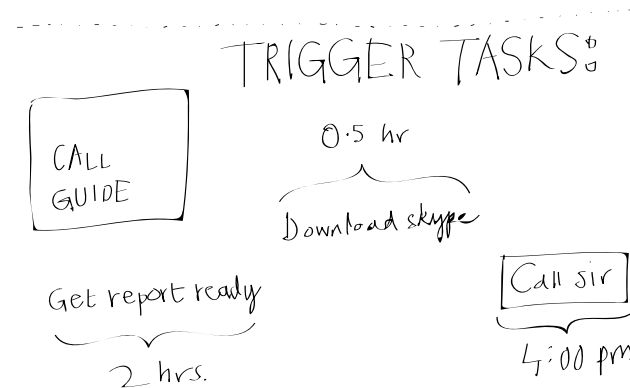 TRIGGER TASKS:
0.5 hr
CALL
GUIDE
Download skype
Call sir
Get report ready
4:00 pm
2 hrs.